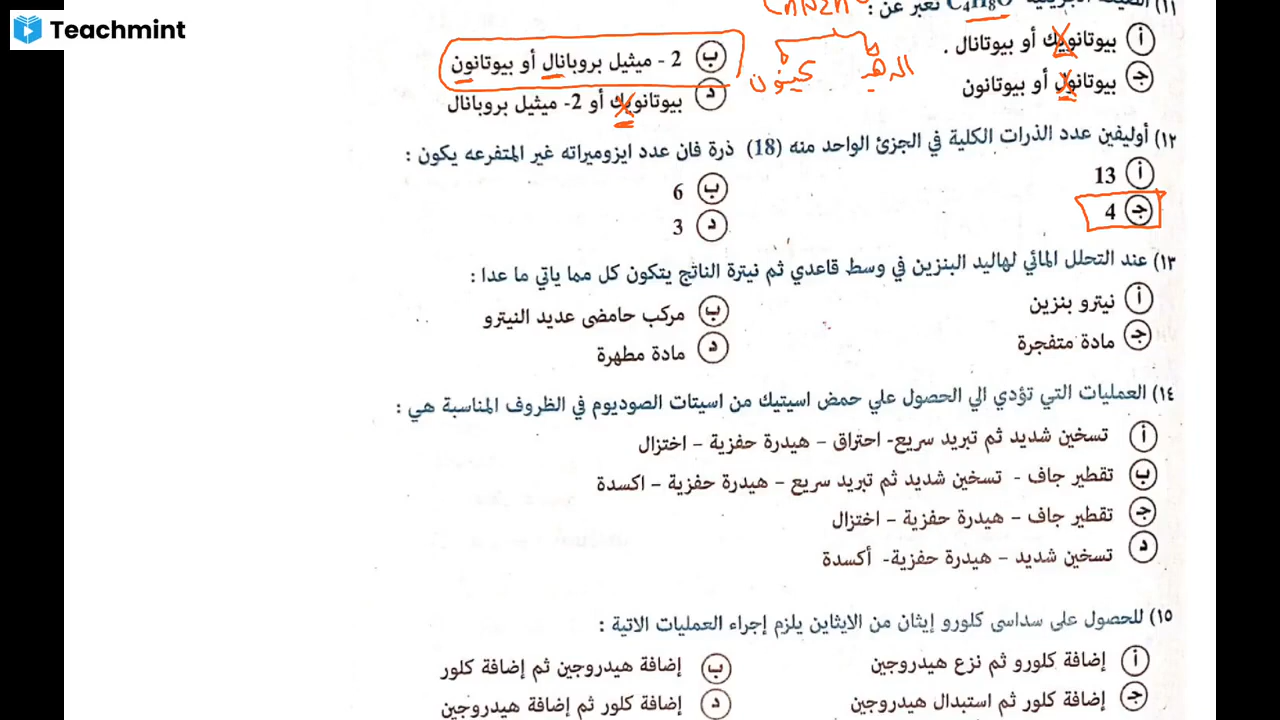 Teachmint
١١) الصيغة الجزيئية C4H8O تعبر عن :
أ بيوتانويك أو بيوتانال .
ب 2 - ميثيل بروبانال أو بيوتانون
ج بيوتانول أو بيوتانون
د بيوتانويك أو 2- ميثيل بروبانال
الدهيد
كيتون
١٢) أوليفين عدد الذرات الكلية في الجزئ الواحد منه (18) ذرة فان عدد ايزوميراته غير المتفرعه يكون :
أ 13
ب 6
ج 4
د 3
١٣) عند التحلل المائي لهاليد البنزين في وسط قاعدي ثم نيترة الناتج يتكون كل مما ياتي ما عدا :
أ نيترو بنزين
ب مركب حامضى عديد النيترو
ج مادة متفجرة
د مادة مطهرة
١٤) العمليات التي تؤدي الي الحصول علي حمض اسيتيك من اسيتات الصوديوم في الظروف المناسبة هي :
أ تسخين شديد ثم تبريد سريع- احتراق – هيدرة حفزية – اختزال
ب تقطير جاف - تسخين شديد ثم تبريد سريع – هيدرة حفزية – اكسدة
ج تقطير جاف – هيدرة حفزية – اختزال
د تسخين شديد – هيدرة حفزية- أكسدة
١٥) للحصول على سداسى كلورو إيثان من الايثاين يلزم إجراء العمليات الاتية :
أ إضافة كلورو ثم نزع هيدروجين
ب إضافة هيدروجين ثم إضافة كلور
ج إضافة كلور ثم استبدال هيدروجين
د إضافة كلور ثم إضافة هيدروجين